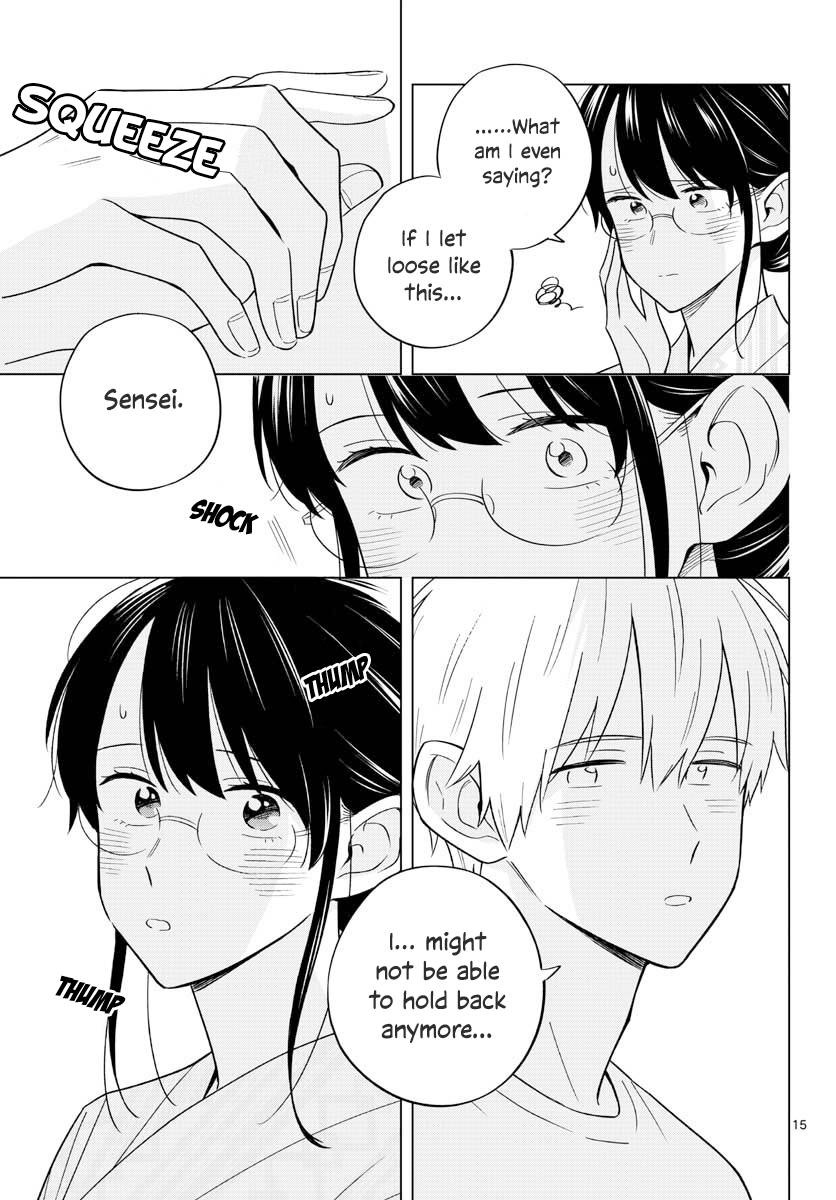 ......What
am I even
saying?
If I let
loose like
this...
SQUEEZE
Sensei.
SHOCK
I... might
not be able
to hold back
anymore...
THUMP
THUMP
15